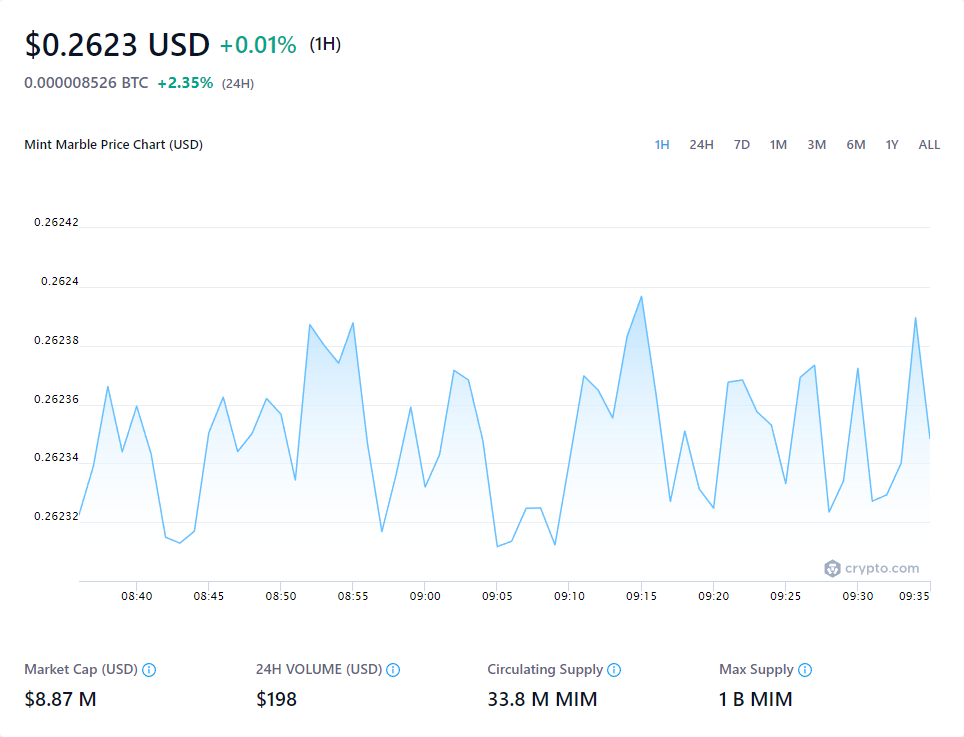 $0.2623 USD +0.01% (1H)
0.000008526 BTC +2.35% (24H)
Mint Marble Price Chart (USD) 1H 24H 7D 1M 3M 6M 1Y ALL
0.26242
0.2624
0.26238
0.26236
0.26234
0.26232
crypto.com
08:40 08:45 08:50 08:55 09:00 09:05 09:10 09:15 09:20 09:25 09:30 09:35
Market Cap (USD) 24H VOLUME (USD) Circulating Supply Max Supply
$8.87 M $198 33.8 M MIM 1 B MIM